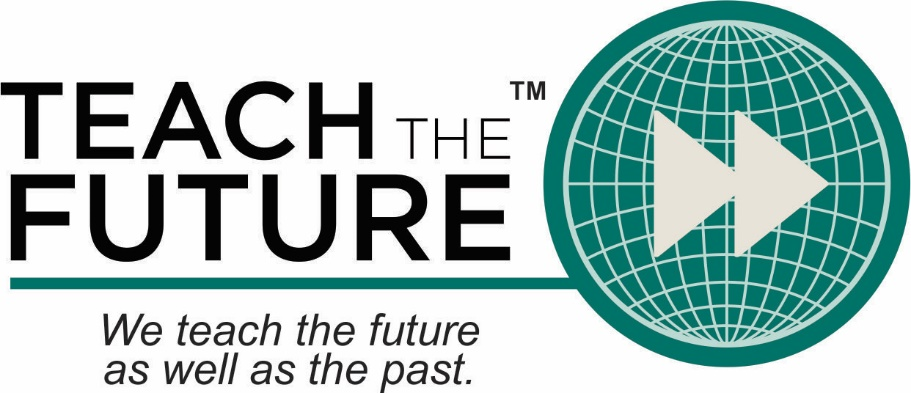 TEACH THE™
FUTURE
We teach the future
as well as the past.